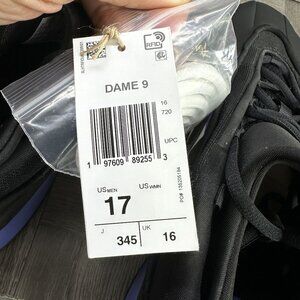 RFID
DAME 9
16
720
UPC
1 97609 89255 3
US MEN
US WMN
17
J
345
UK
16